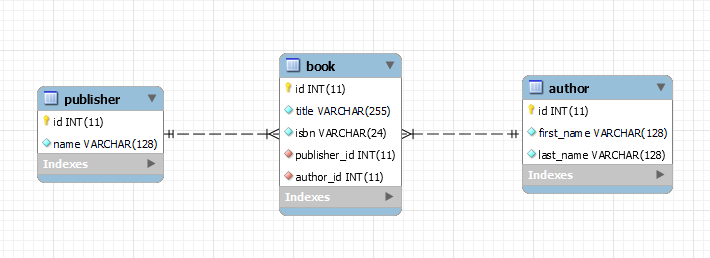 publisher
id INT(11)
name VARCHAR(128)
Indexes
book
id INT(11)
title VARCHAR(255)
isbn VARCHAR(24)
publisher_id INT(11)
author_id INT(11)
Indexes
author
id INT(11)
first_name VARCHAR(128)
last_name VARCHAR(128)
Indexes